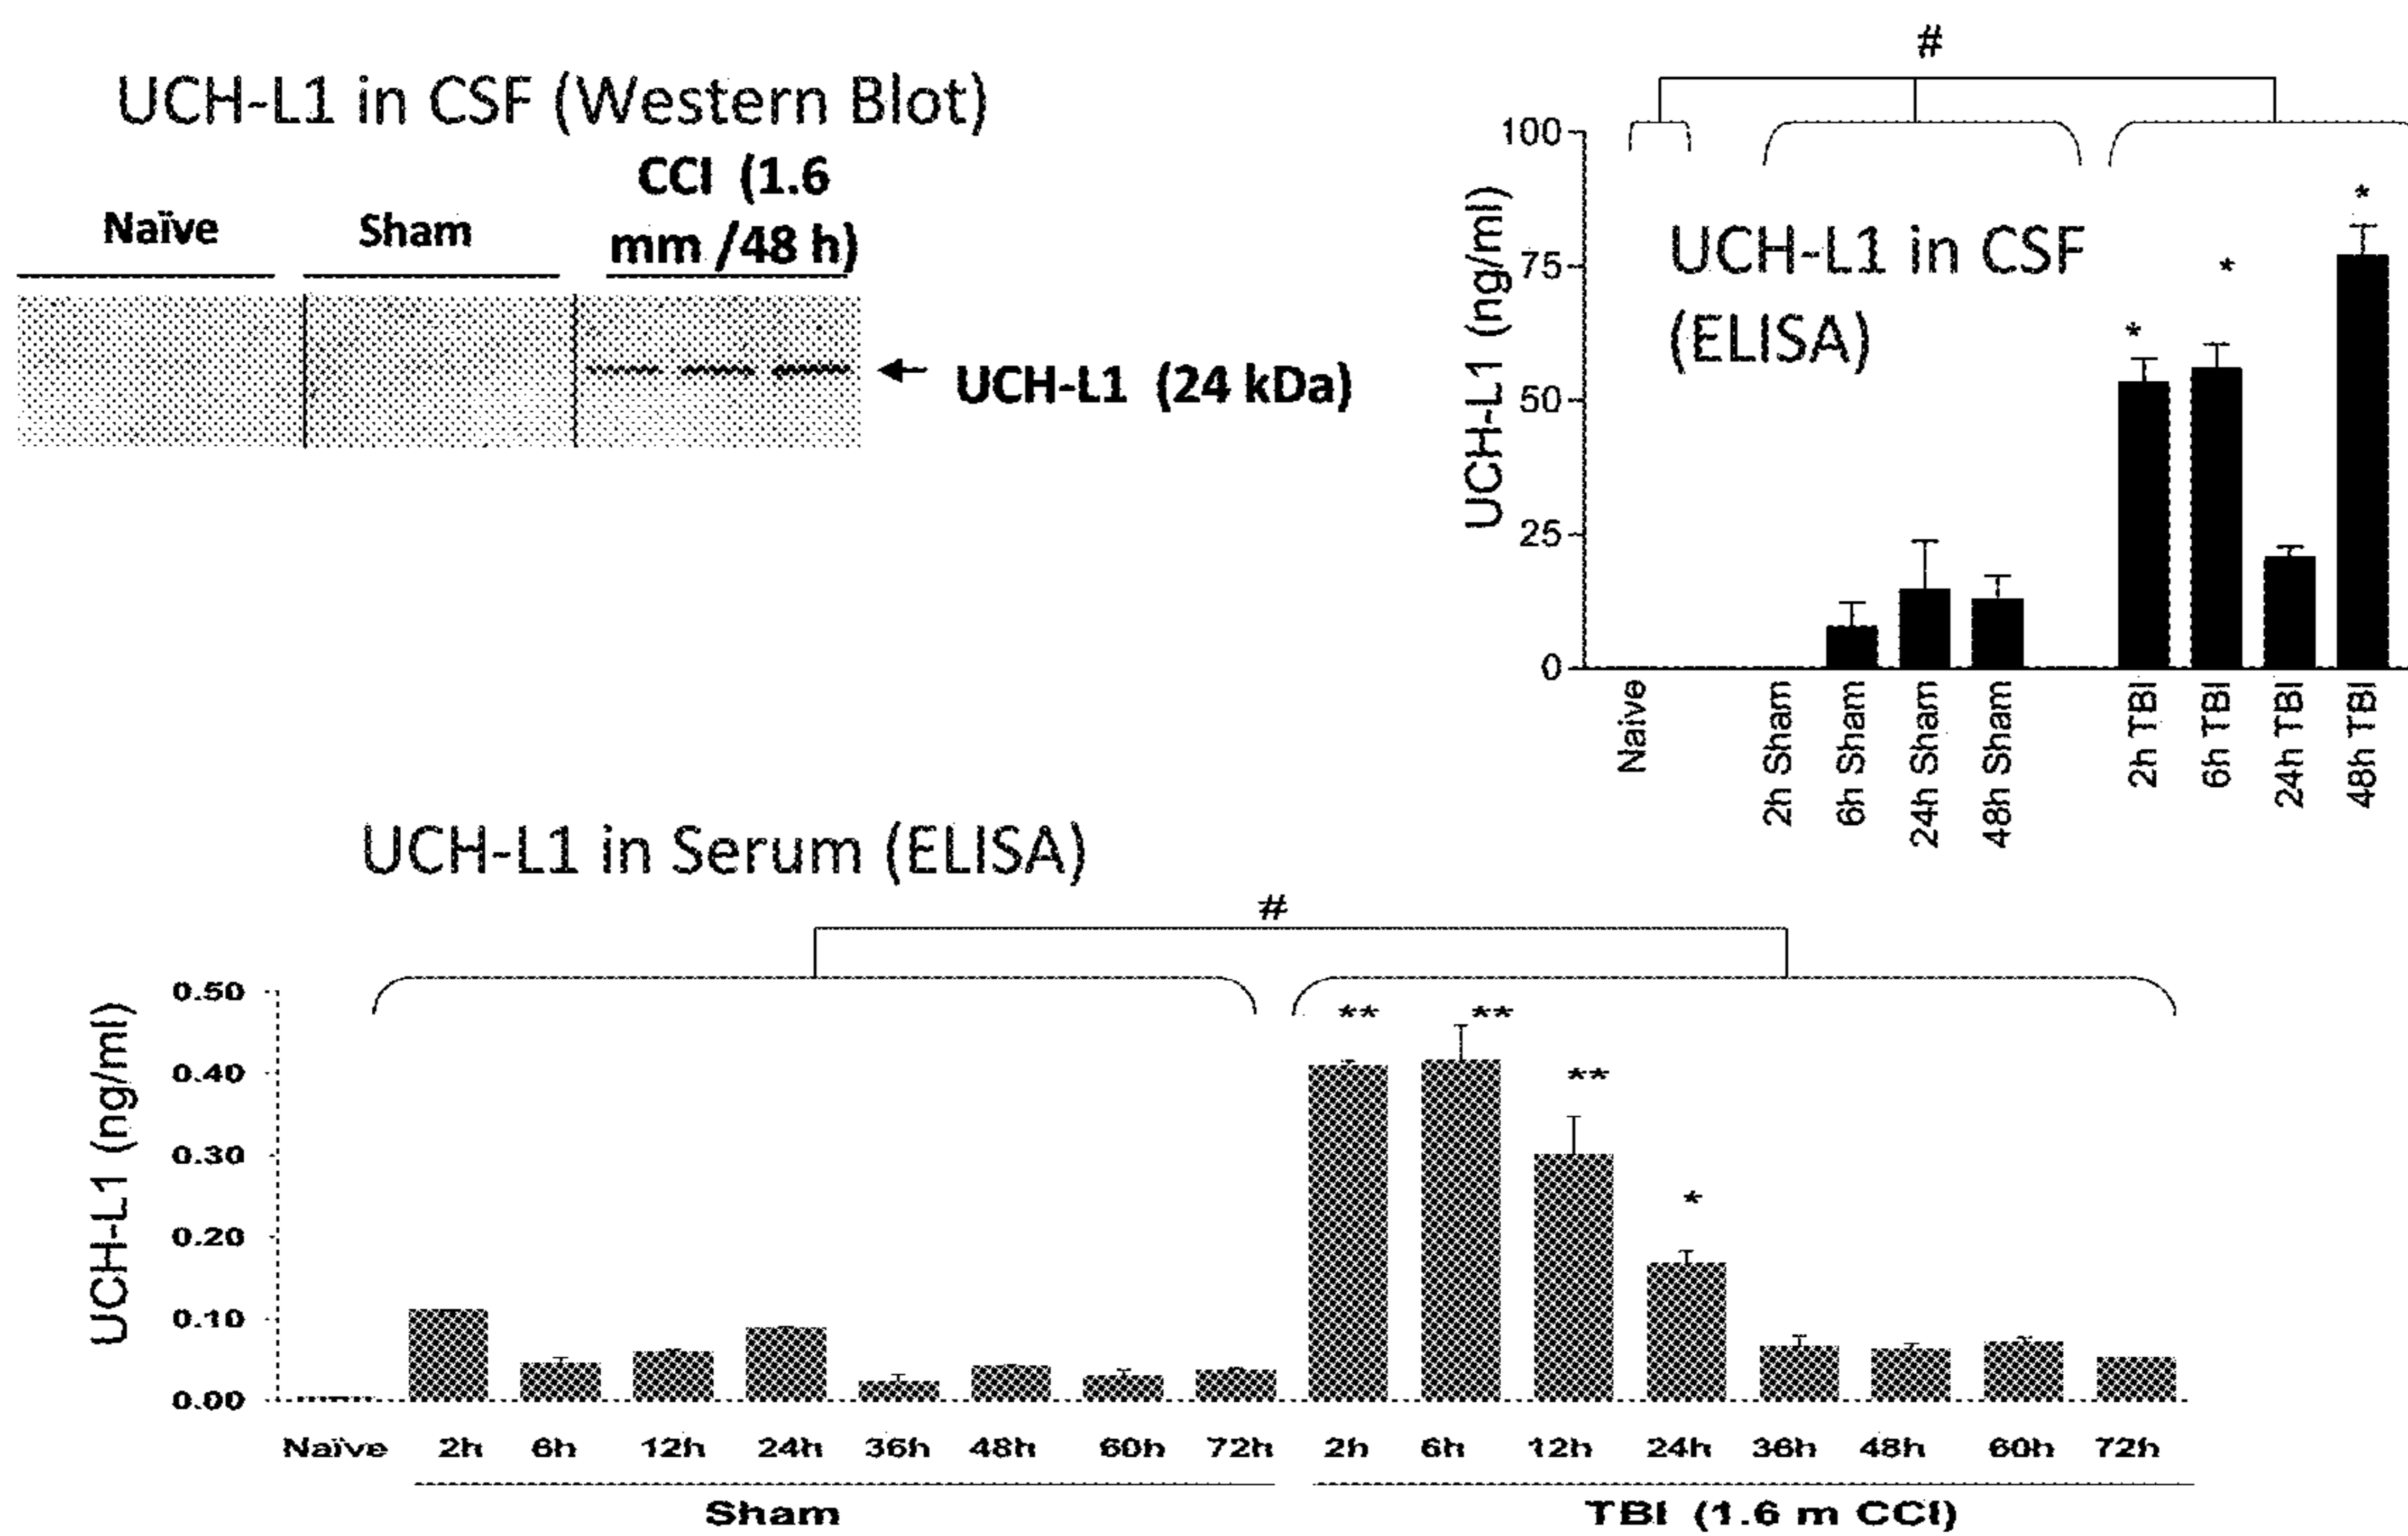 UCH-L1 in CSF (Western Blot)
Naïve
Sham
CCI (1.6
mm /48 h)
UCH-L1 (24 kDa)
#
UCH-L1 (ng/ml)
100
75
50
25
0
UCH-L1 in CSF
(ELISA)
*
*
*
Naive
2h Sham
6h Sham
24h Sham
48h Sham
2h TBI
6h TBI
24h TBI
48h TBI
UCH-L1 in Serum (ELISA)
#
UCH-L1 (ng/ml)
0.50
0.40
0.30
0.20
0.10
0.00
**
**
**
*
Naïve 2h 6h 12h 24h 36h 48h 60h 72h 2h 6h 12h 24h 36h 48h 60h 72h
Sham
TBI (1.6 m CCI)